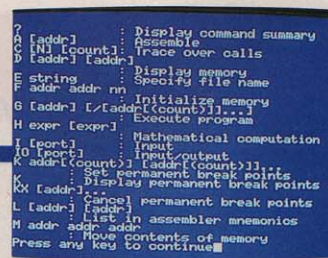 ? : Display command summary
A [addr] : Assemble
C [N] [count]: Trace over calls
D [addr] [addr]
: Display memory
E string : Specify file name
F addr addr nn
: Initialize memory
G [addr] [/[addr[(count)]]...]
: Execute program
H expr [expr]
: Mathematical computation
I [port] : Input
O [port] : Input/output
K addr[(count)] [addr[(count)]]...
: Set permanent break points
K : Display permanent break points
KX [addr]...
: Cancel permanent break points
L [addr] [addr]
: List in assembler mnemonics
M addr addr addr
: Move contents of memory
Press any key to continue